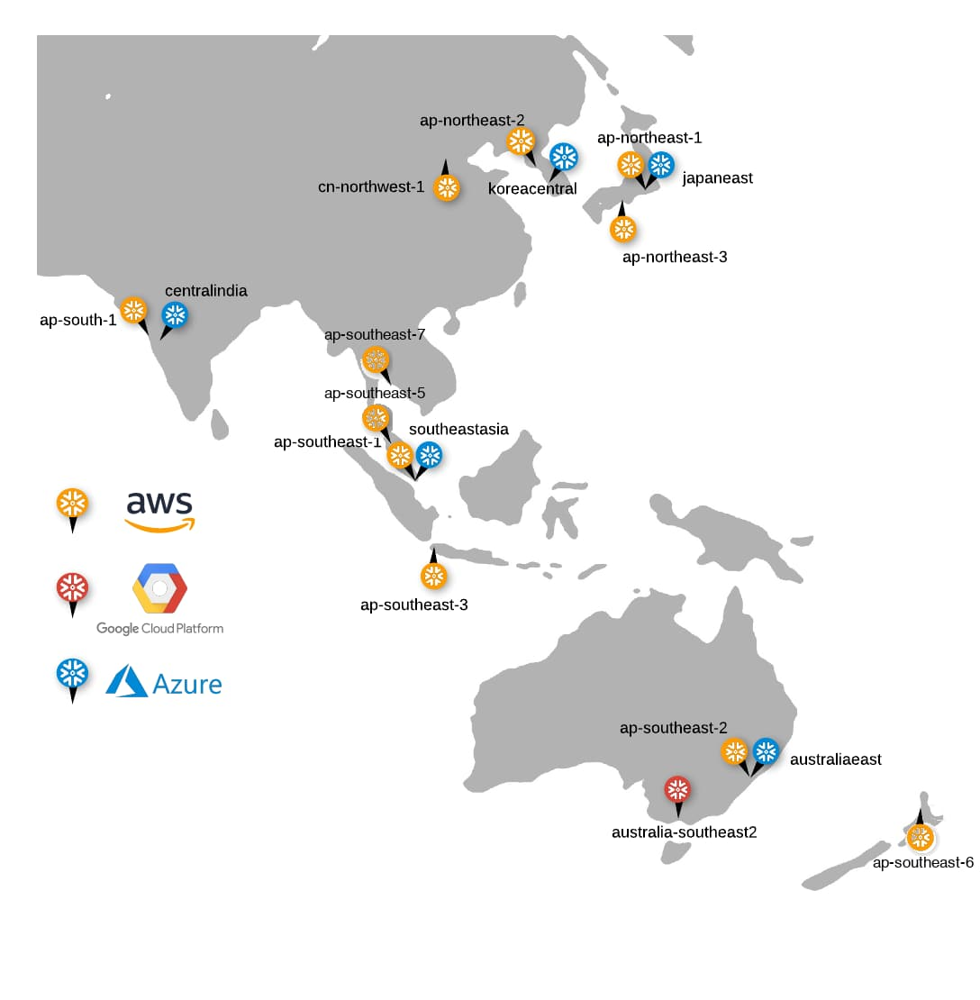 ap-northeast-2
ap-northeast-1
cn-northwest-1
koreacentral
japaneast
ap-northeast-3
centralindia
ap-south-1
ap-southeast-7
ap-southeast-5
southeastasia
ap-southeast-1
aws
ap-southeast-3
Google Cloud Platform
Azure
ap-southeast-2
australiaeast
australia-southeast2
ap-southeast-6